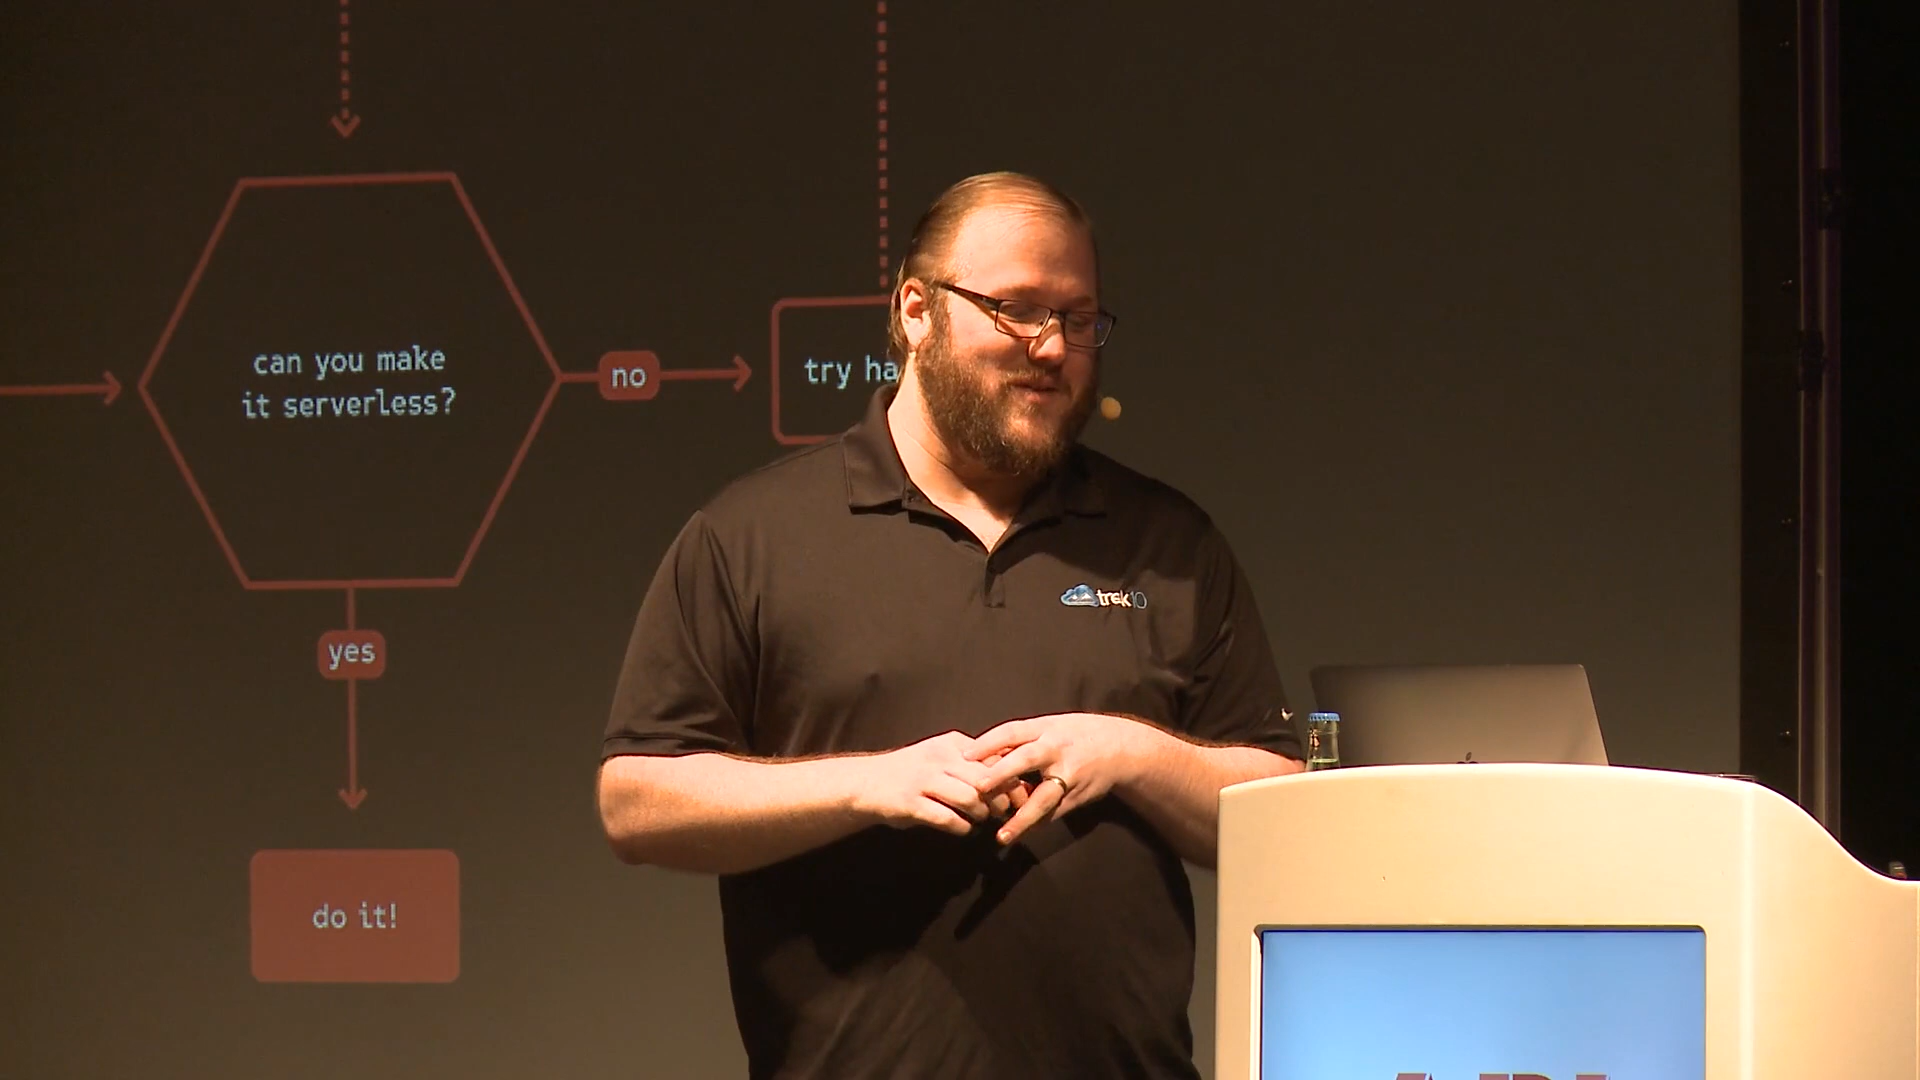 can you make
it serverless?
no
try ha
yes
do it!
trek10